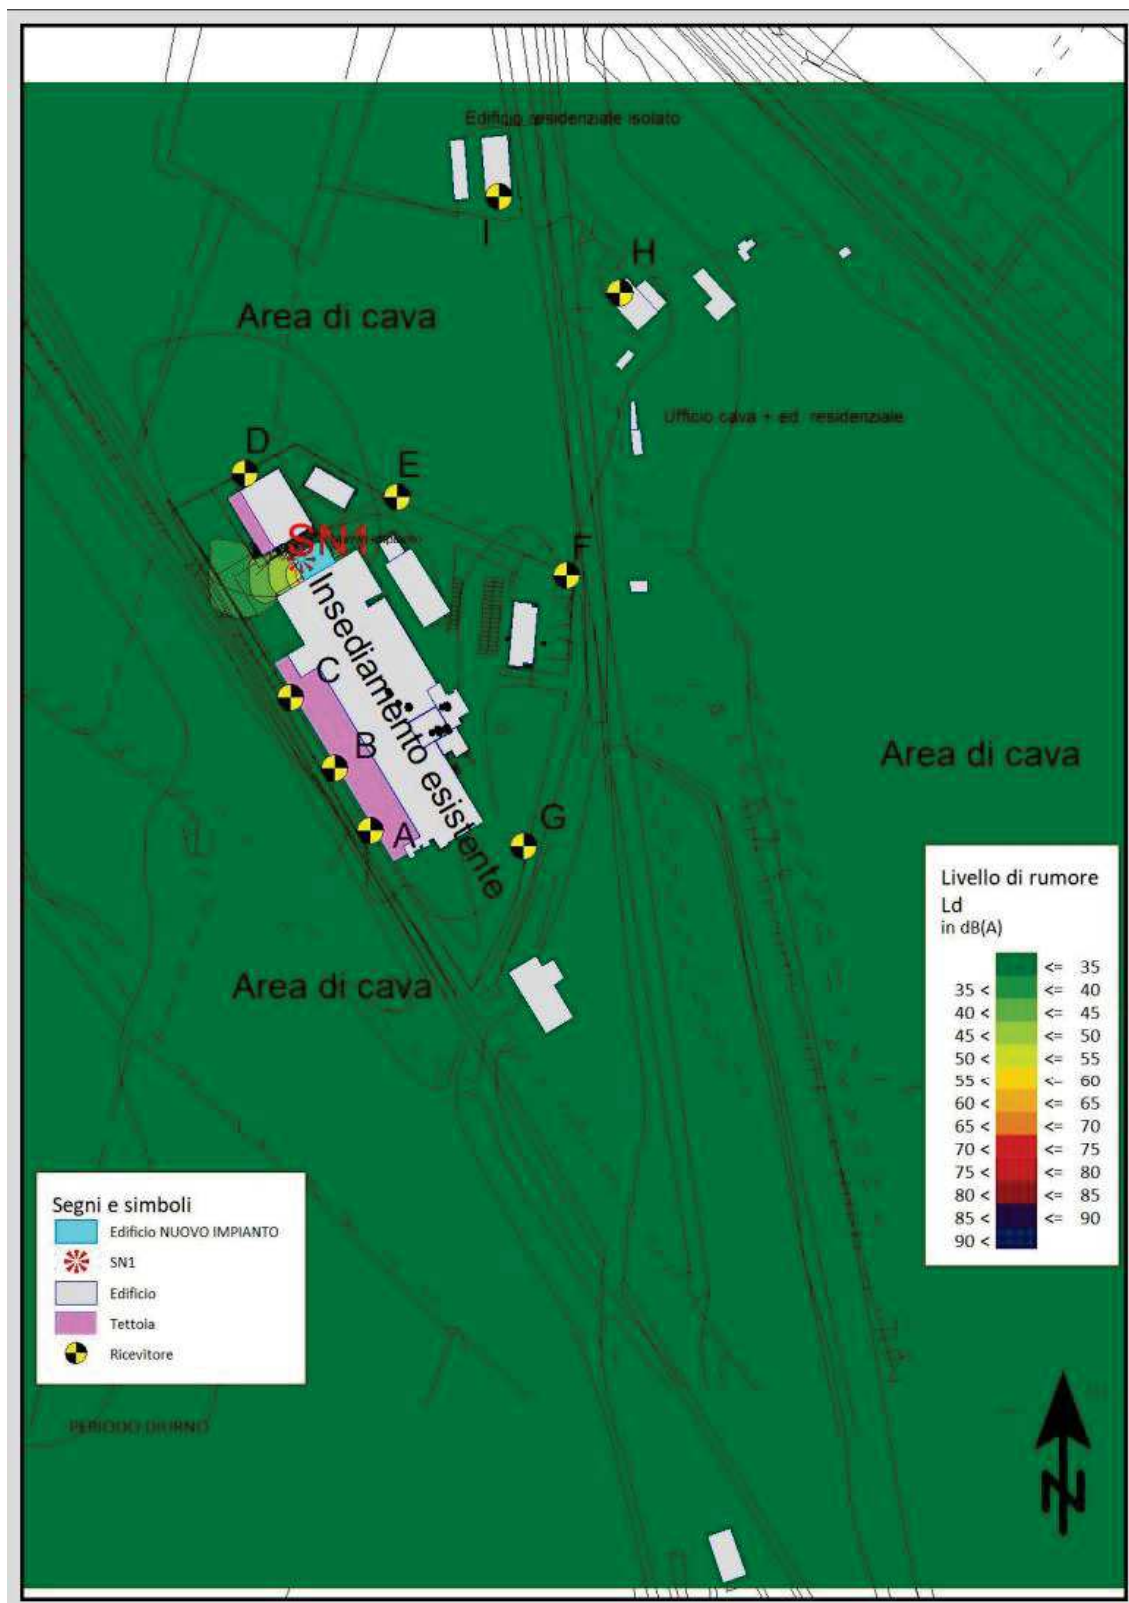 Edificio residenziale isolato
I
H
Area di cava
Ufficio cava + ed. residenziale
D
E
SN1
F
Insediamento esistente
C
B
A
G
Area di cava
Area di cava
Livello di rumore
Ld
in dB(A)
<= 35
35 < <= 40
40 < <= 45
45 < <= 50
50 < <= 55
55 < <= 60
60 < <= 65
65 < <= 70
70 < <= 75
75 < <= 80
80 < <= 85
85 < <= 90
90 <
Segni e simboli
Edificio NUOVO IMPIANTO
SN1
Edificio
Tettoia
Ricevitore
PERIODO DIURNO
N